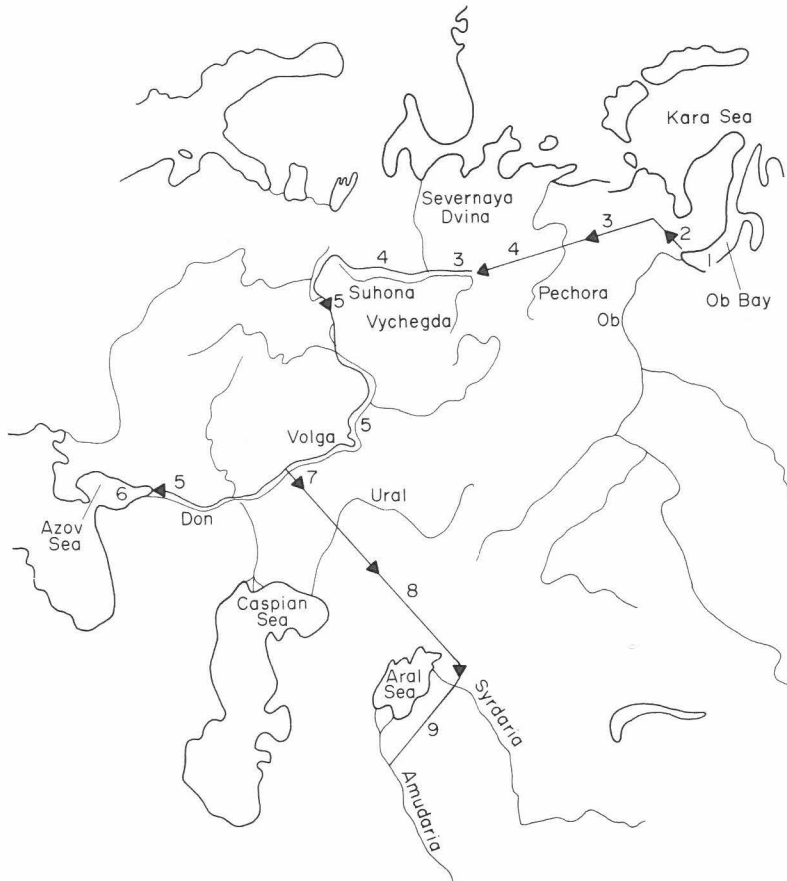 Kara Sea
Severnaya
Dvina
3
2
4
4
3
1
Suhona
Pechora
Ob Bay
5
Vychegda
Ob
5
Volga
7
5
6
Ural
Azov
Sea
Don
8
Caspian
Sea
Aral
Sea
Syrdaria
9
Amudaria